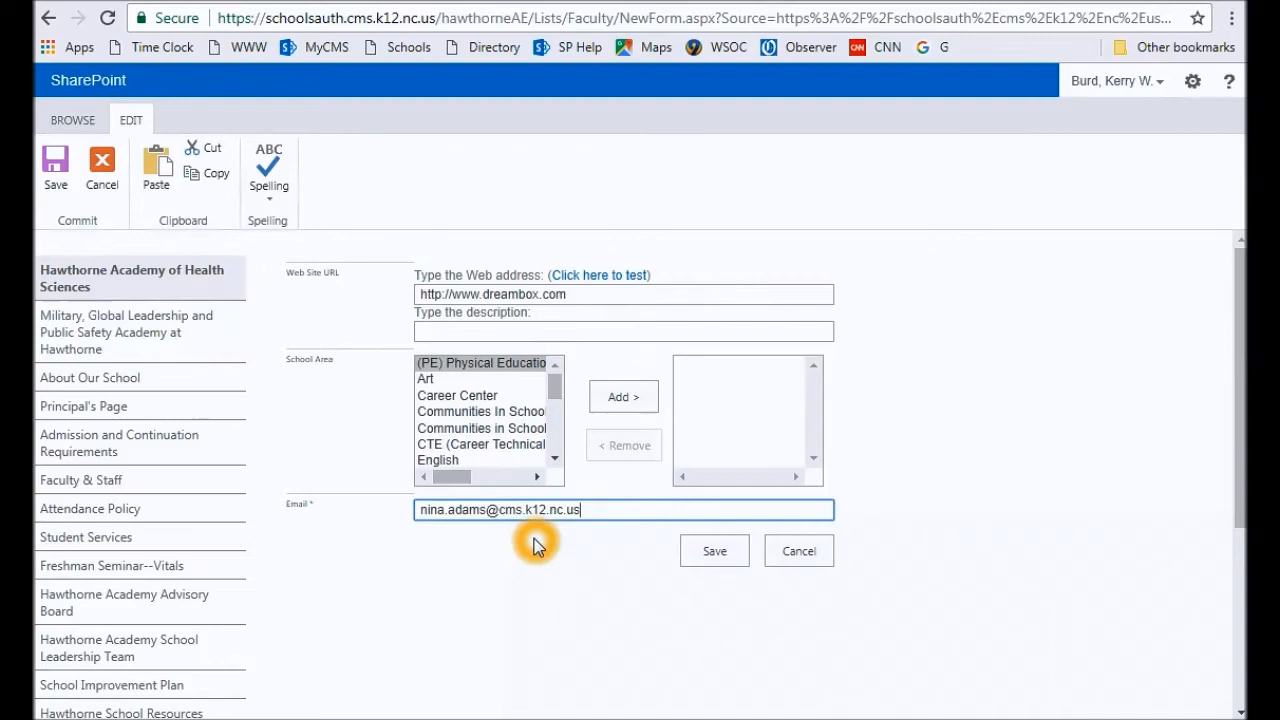 Secure https://schoolsauth.cms.k12.nc.us/hawthorneAE/Lists/Faculty/NewForm.aspx?Source=https%3A%2F%2Fschoolsauth%2Ecms%2Ek12%2Enc%2Eus...
Apps Time Clock WWW MyCMS Schools Directory SP Help Maps WSOC Observer CNN CNN G G Other bookmarks
SharePoint Burd, Kerry W. ?
BROWSE EDIT
Save Cancel Paste Cut Copy ABC Spelling
Commit Clipboard Spelling
Hawthorne Academy of Health
Sciences
Military, Global Leadership and
Public Safety Academy at
Hawthorne
About Our School
Principal's Page
Admission and Continuation
Requirements
Faculty & Staff
Attendance Policy
Student Services
Freshman Seminar--Vitals
Hawthorne Academy Advisory
Board
Hawthorne Academy School
Leadership Team
School Improvement Plan
Hawthorne School Resources
Web Site URL
Type the Web address: (Click here to test)
http://www.dreambox.com
Type the description:
School Area
(PE) Physical Educatio
Art
Career Center
Communities In School
Communities in School
CTE (Career Technical
English
Add >
< Remove
Email *
nina.adams@cms.k12.nc.us
Save Cancel